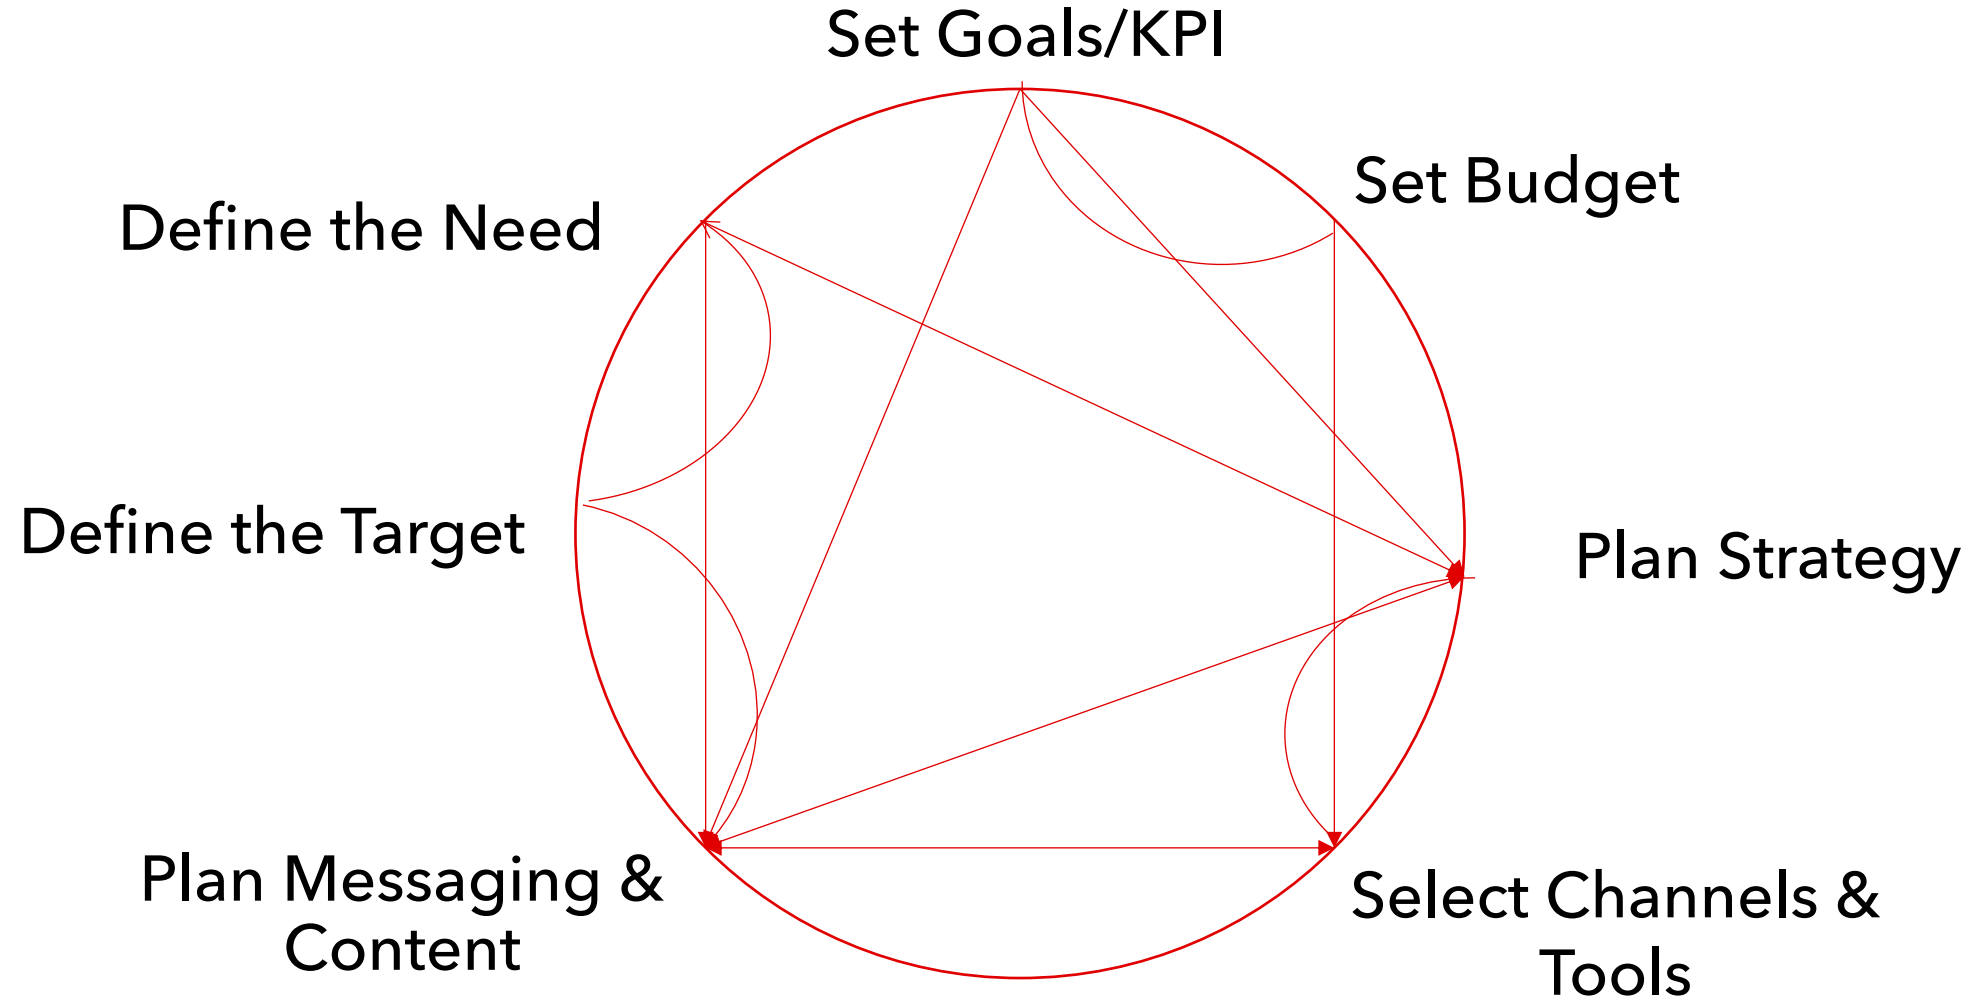 Set Goals/KPI
Set Budget
Define the Need
Define the Target
Plan Strategy
Plan Messaging &
Content
Select Channels &
Tools